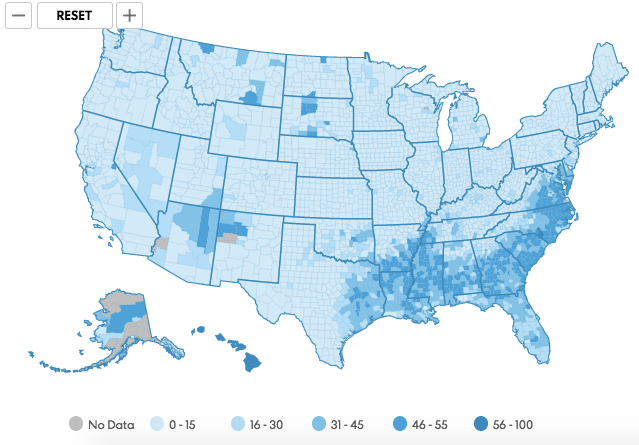 − RESET +
No Data 0 - 15 16 - 30 31 - 45 46 - 55 56 - 100